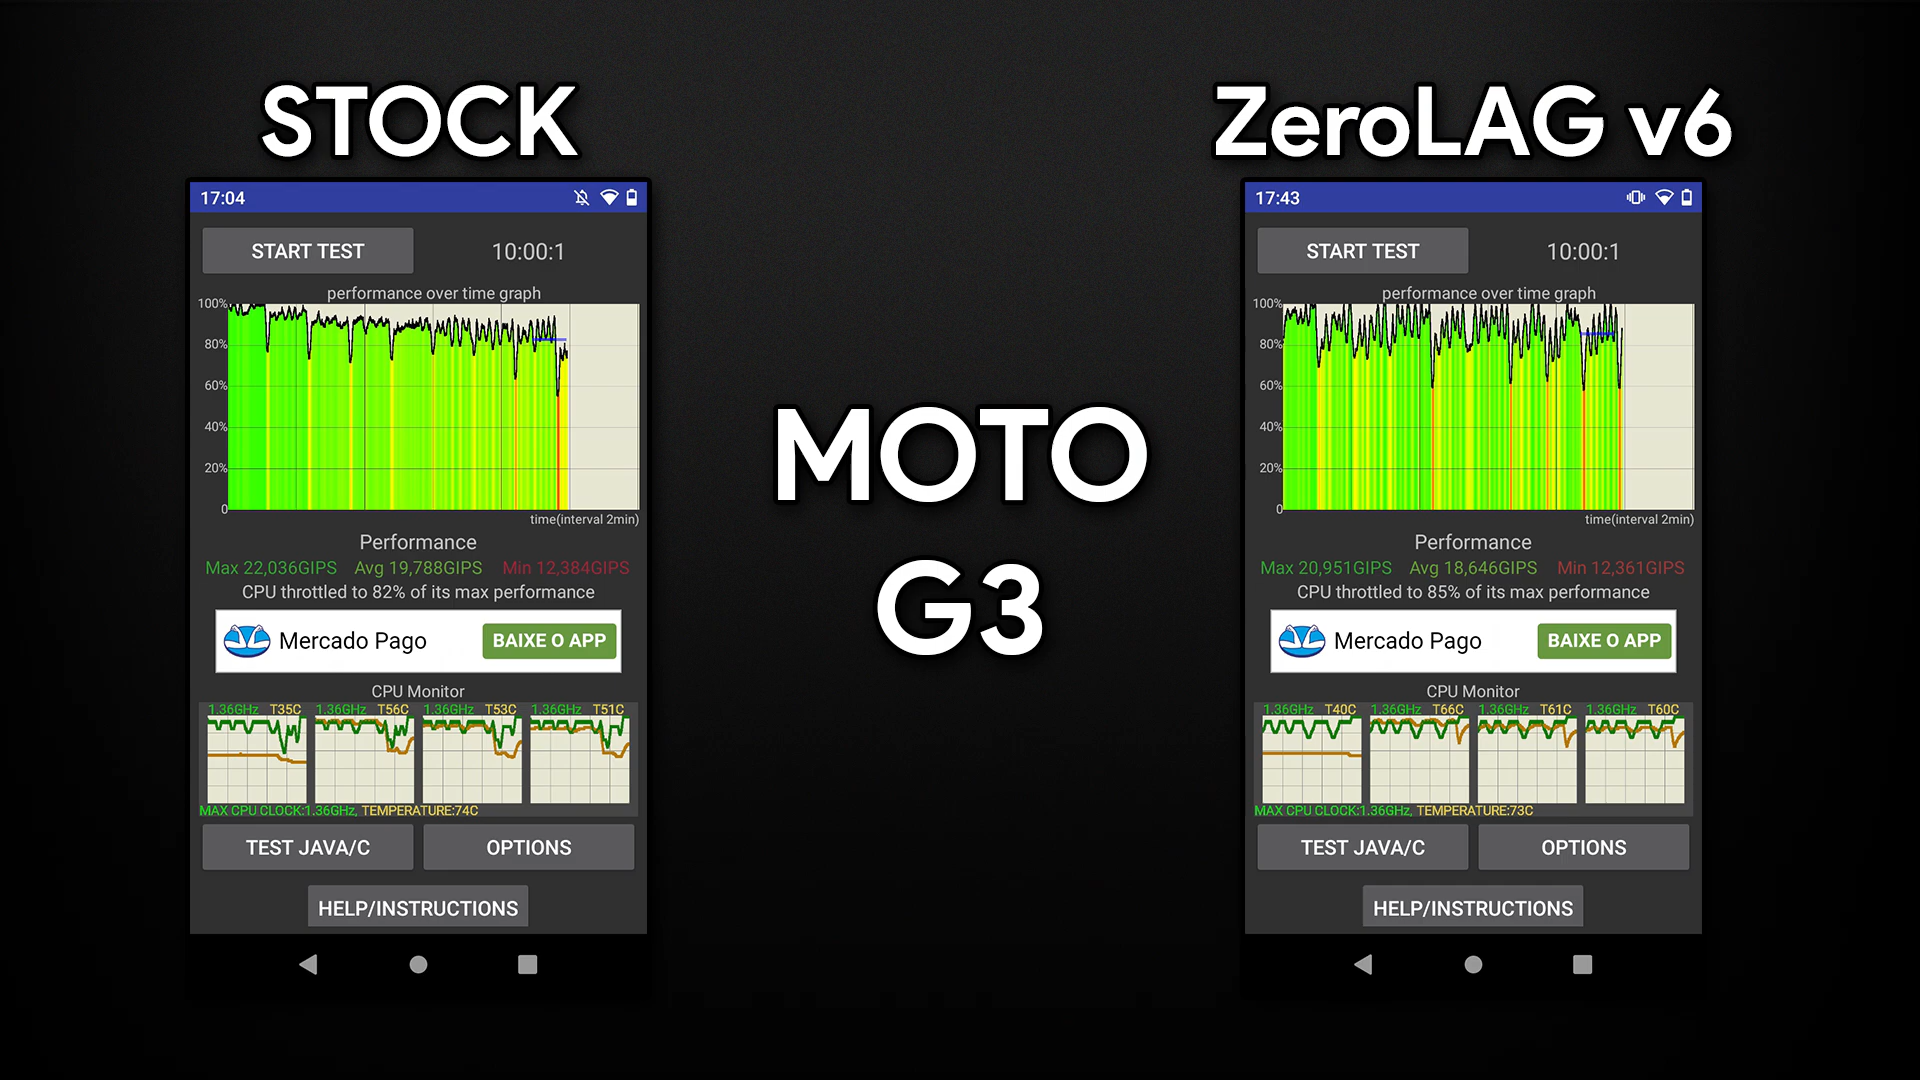 STOCK
17:04
START TEST 10:00:1
performance over time graph
100%
80%
60%
40%
20%
0
time(interval 2min)
Performance
Max 22,036GIPS Avg 19,788GIPS Min 12,384GIPS
CPU throttled to 82% of its max performance
Mercado Pago BAIXE O APP
CPU Monitor
1.36GHz T35C 1.36GHz T56C 1.36GHz T53C 1.36GHz T51C
MAX CPU CLOCK:1.36GHz, TEMPERATURE:74C
TEST JAVA/C OPTIONS
HELP/INSTRUCTIONS
MOTO
G3
ZeroLAG v6
17:43
START TEST 10:00:1
performance over time graph
100%
80%
60%
40%
20%
0
time(interval 2min)
Performance
Max 20,951GIPS Avg 18,646GIPS Min 12,361GIPS
CPU throttled to 85% of its max performance
Mercado Pago BAIXE O APP
CPU Monitor
1.36GHz T40C 1.36GHz T66C 1.36GHz T61C 1.36GHz T60C
MAX CPU CLOCK:1.36GHz, TEMPERATURE:73C
TEST JAVA/C OPTIONS
HELP/INSTRUCTIONS